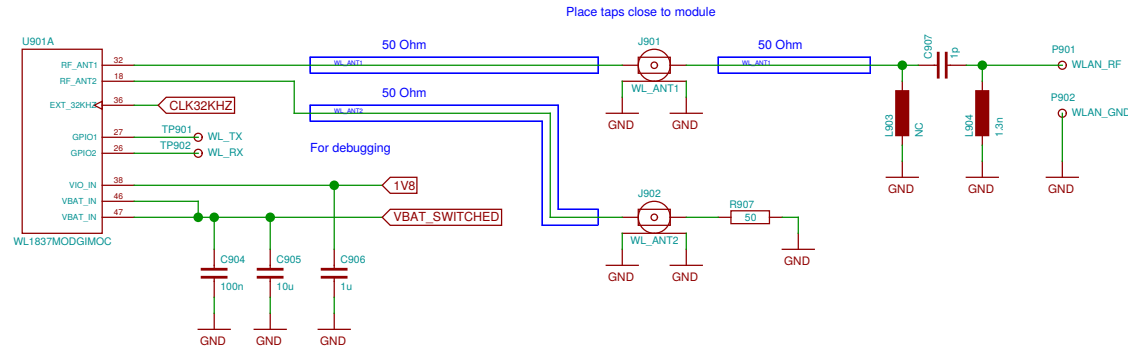 Place taps close to module
U901A
50 Ohm
J901
50 Ohm
C907
1p
P901
RF_ANT1
32
WL_ANT1
WL_ANT1
WLAN_RF
RF_ANT2
18
WL_ANT1
50 Ohm
P902
EXT_32KHZ
36
CLK32KHZ
WL_ANT2
GND
GND
L903
NC
L904
1.3n
WLAN_GND
GPIO1
27
TP901
WL_TX
GPIO2
26
TP902
WL_RX
For debugging
VIO_IN
38
1V8
GND
GND
GND
VBAT_IN
46
J902
R907
VBAT_IN
47
VBAT_SWITCHED
50
WL1837MODGIMOC
WL_ANT2
C904
C905
C906
GND
GND
GND
100n
10u
1u
GND
GND
GND